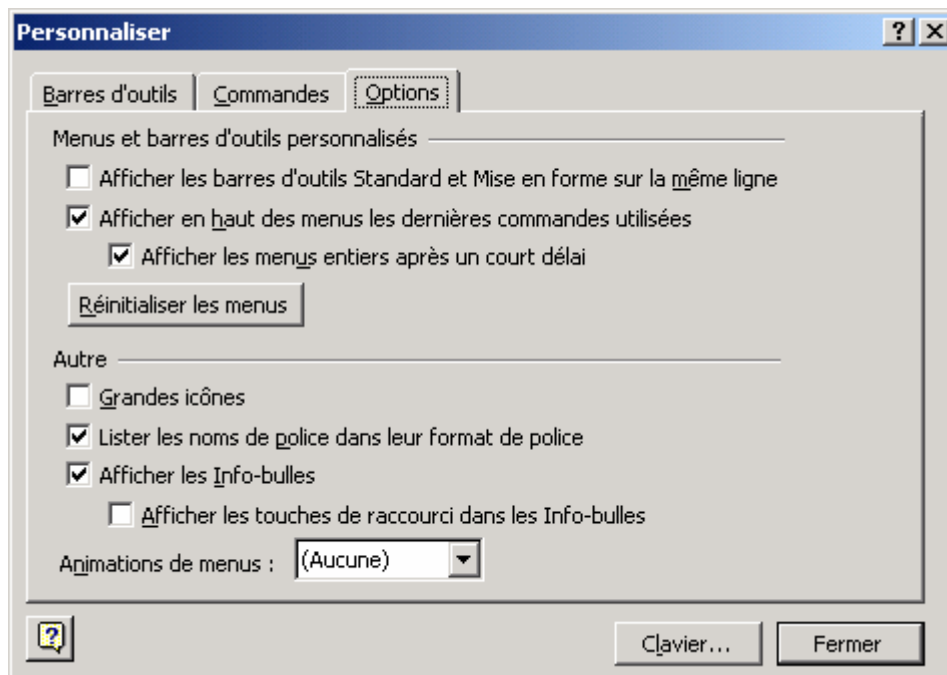 Personnaliser
Barres d'outils Commandes Options
Menus et barres d'outils personnalisés
Afficher les barres d'outils Standard et Mise en forme sur la même ligne
Afficher en haut des menus les dernières commandes utilisées
Afficher les menus entiers après un court délai
Réinitialiser les menus
Autre
Grandes icônes
Lister les noms de police dans leur format de police
Afficher les Info-bulles
Afficher les touches de raccourci dans les Info-bulles
Animations de menus : (Aucune)
Clavier... Fermer